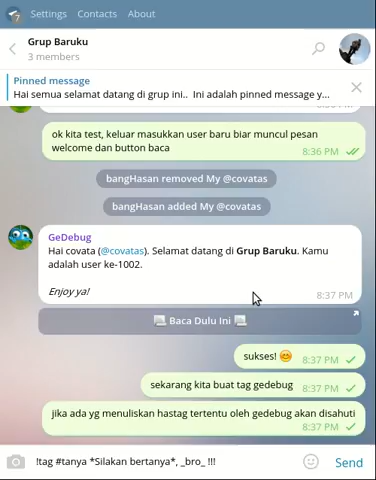 7
Settings Contacts About
Grup Baruku
3 members
Pinned message
Hai semua selamat datang di grup ini.. Ini adalah pinned message y...
ok kita test, keluar masukkan user baru biar muncul pesan
welcome dan button baca
8:36 PM
bangHasan removed My @covatas
bangHasan added My @covatas
GeDebug
Hai covata (@covatas). Selamat datang di Grup Baruku. Kamu
adalah user ke-1002.
Enjoy ya!
8:37 PM
Baca Dulu Ini
sukses! 😊 8:37 PM
sekarang kita buat tag gedebug 8:37 PM
jika ada yg menuliskan hastag tertentu oleh gedebug akan disahuti
8:37 PM
!tag #tanya *Silakan bertanya*, _bro_ !!!
Send